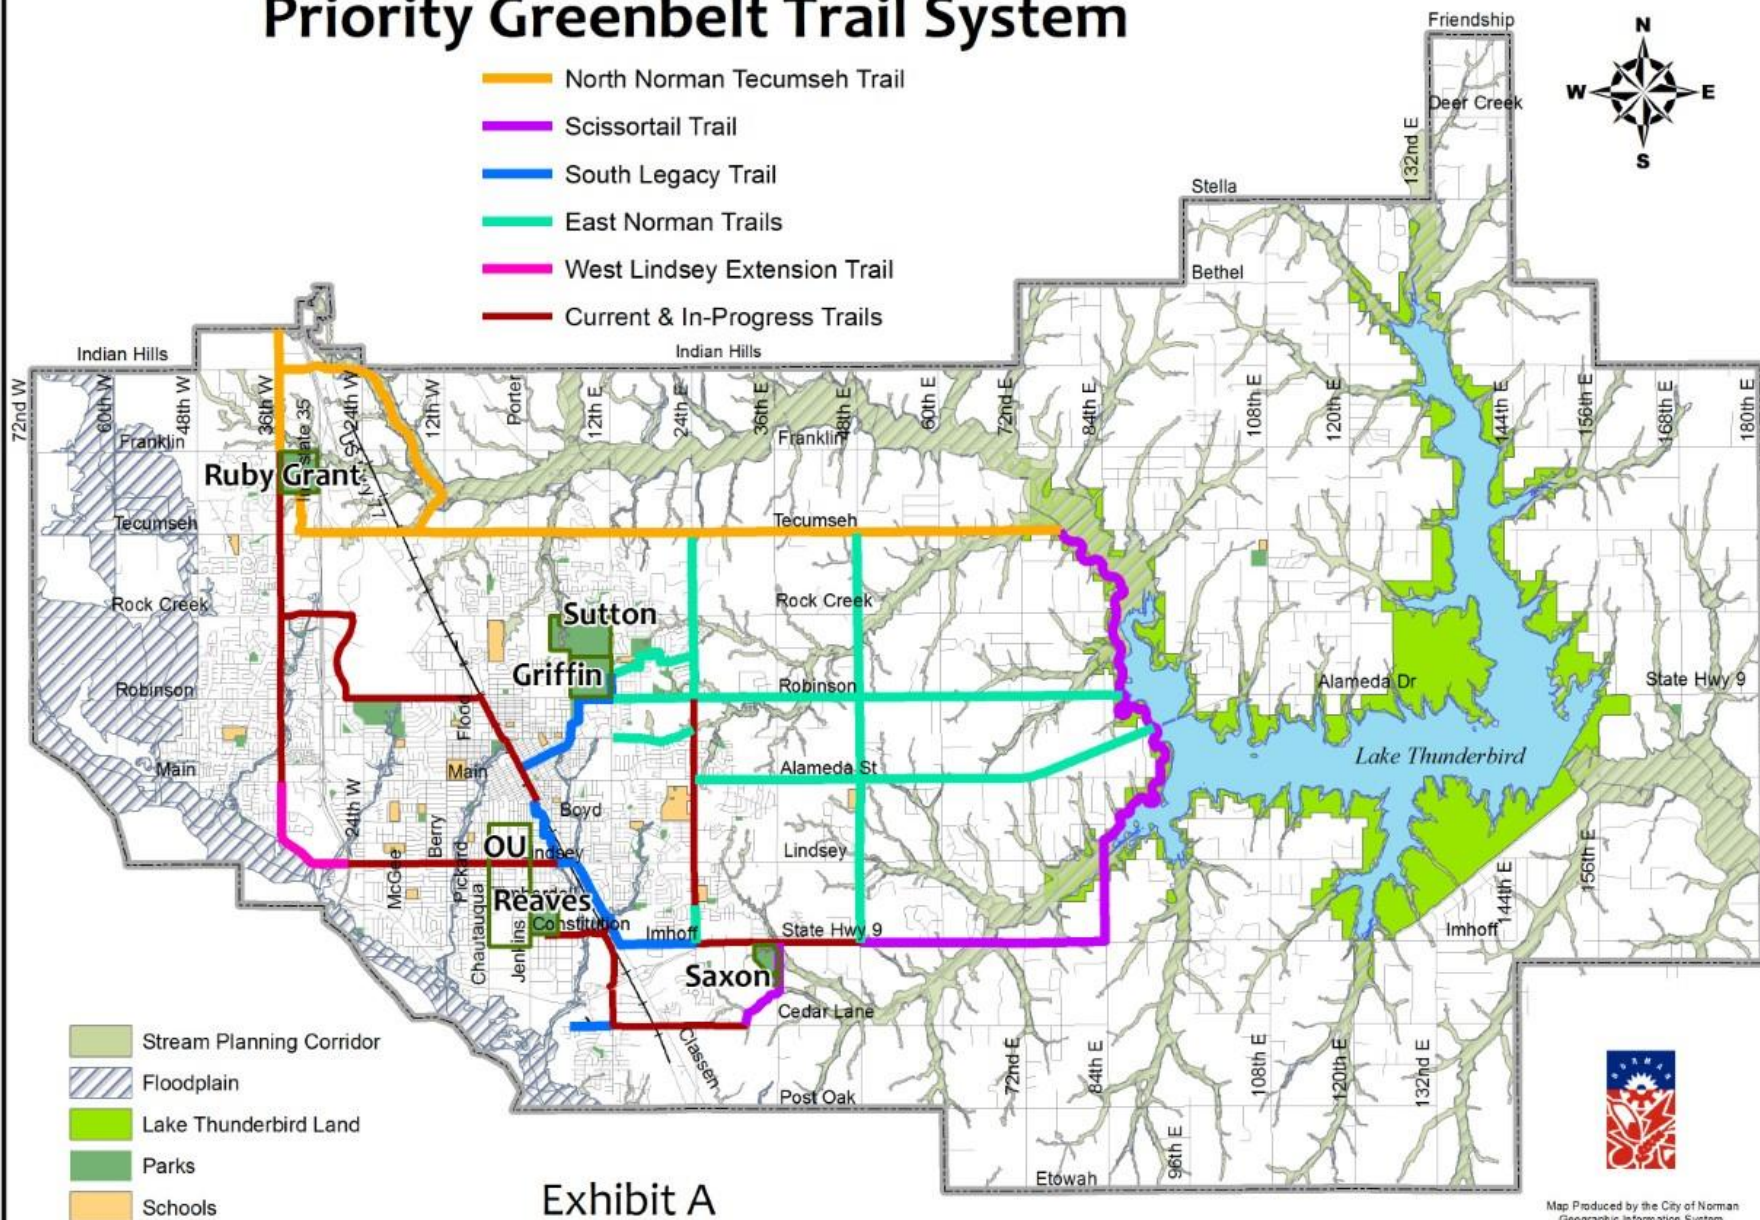 Priority Greenbelt Trail System
North Norman Tecumseh Trail
Scissortail Trail
South Legacy Trail
East Norman Trails
West Lindsey Extension Trail
Current & In-Progress Trails
Friendship
N
W
E
S
Deer Creek
132nd E
Stella
Bethel
Indian Hills
Indian Hills
72nd W
60th W
48th W
36th W
24th W
12th W
Porter
12th E
24th E
36th E
48th E
60th E
72nd E
84th E
108th E
120th E
144th E
156th E
168th E
180th E
Franklin
Franklin
Ruby Grant
Tecumseh
Tecumseh
Rock Creek
Rock Creek
Sutton
Griffin
Robinson
Robinson
Alameda Dr
State Hwy 9
Flood
Main
Main
Alameda St
Lake Thunderbird
24th W
Boyd
Berry
McGee
Pickard
OU
Lindsey
Chautauqua
Reaves
Jenkins
Constitution
Imhoff
State Hwy 9
Imhoff
144th E
156th E
Saxon
Cedar Lane
Classen
72nd E
84th E
96th E
108th E
120th E
132nd E
Post Oak
Etowah
Stream Planning Corridor
Floodplain
Lake Thunderbird Land
Parks
Schools
Exhibit A
NORMAN
Map Produced by the City of Norman
Geographic Information System